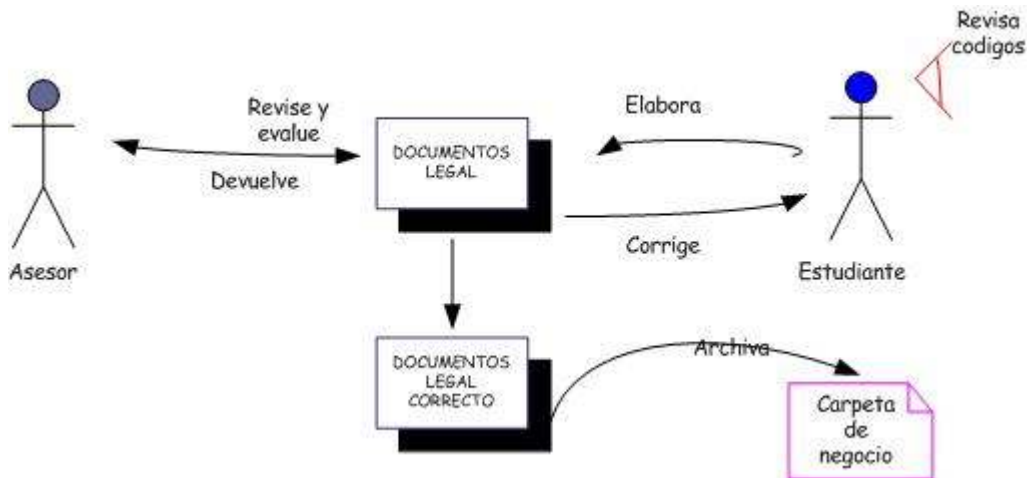 Revisa
codigos
Revise y
evalue
Elabora
DOCUMENTOS
LEGAL
Devuelve
Corrige
Asesor
Estudiante
DOCUMENTOS
LEGAL
CORRECTO
Archiva
Carpeta
de
negocio